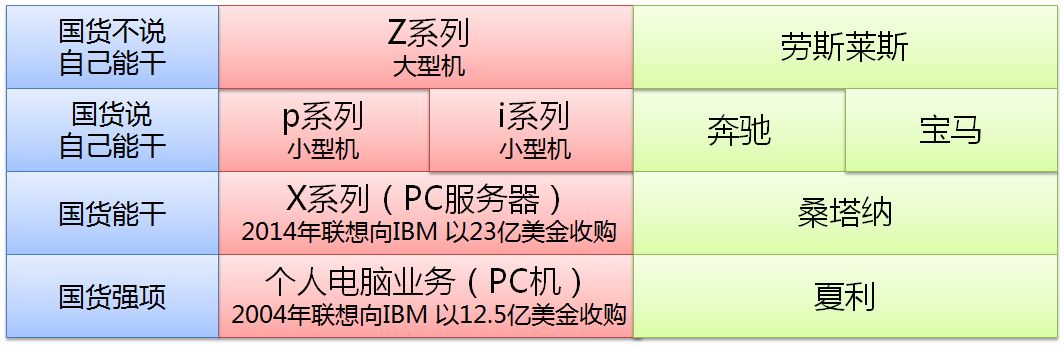 国货不说
自己能干
Z系列
大型机
劳斯莱斯
国货说
自己能干
p系列
小型机
i系列
小型机
奔驰
宝马
国货能干
X系列（PC服务器）
2014年联想向IBM 以23亿美金收购
桑塔纳
国货强项
个人电脑业务（PC机）
2004年联想向IBM 以12.5亿美金收购
夏利